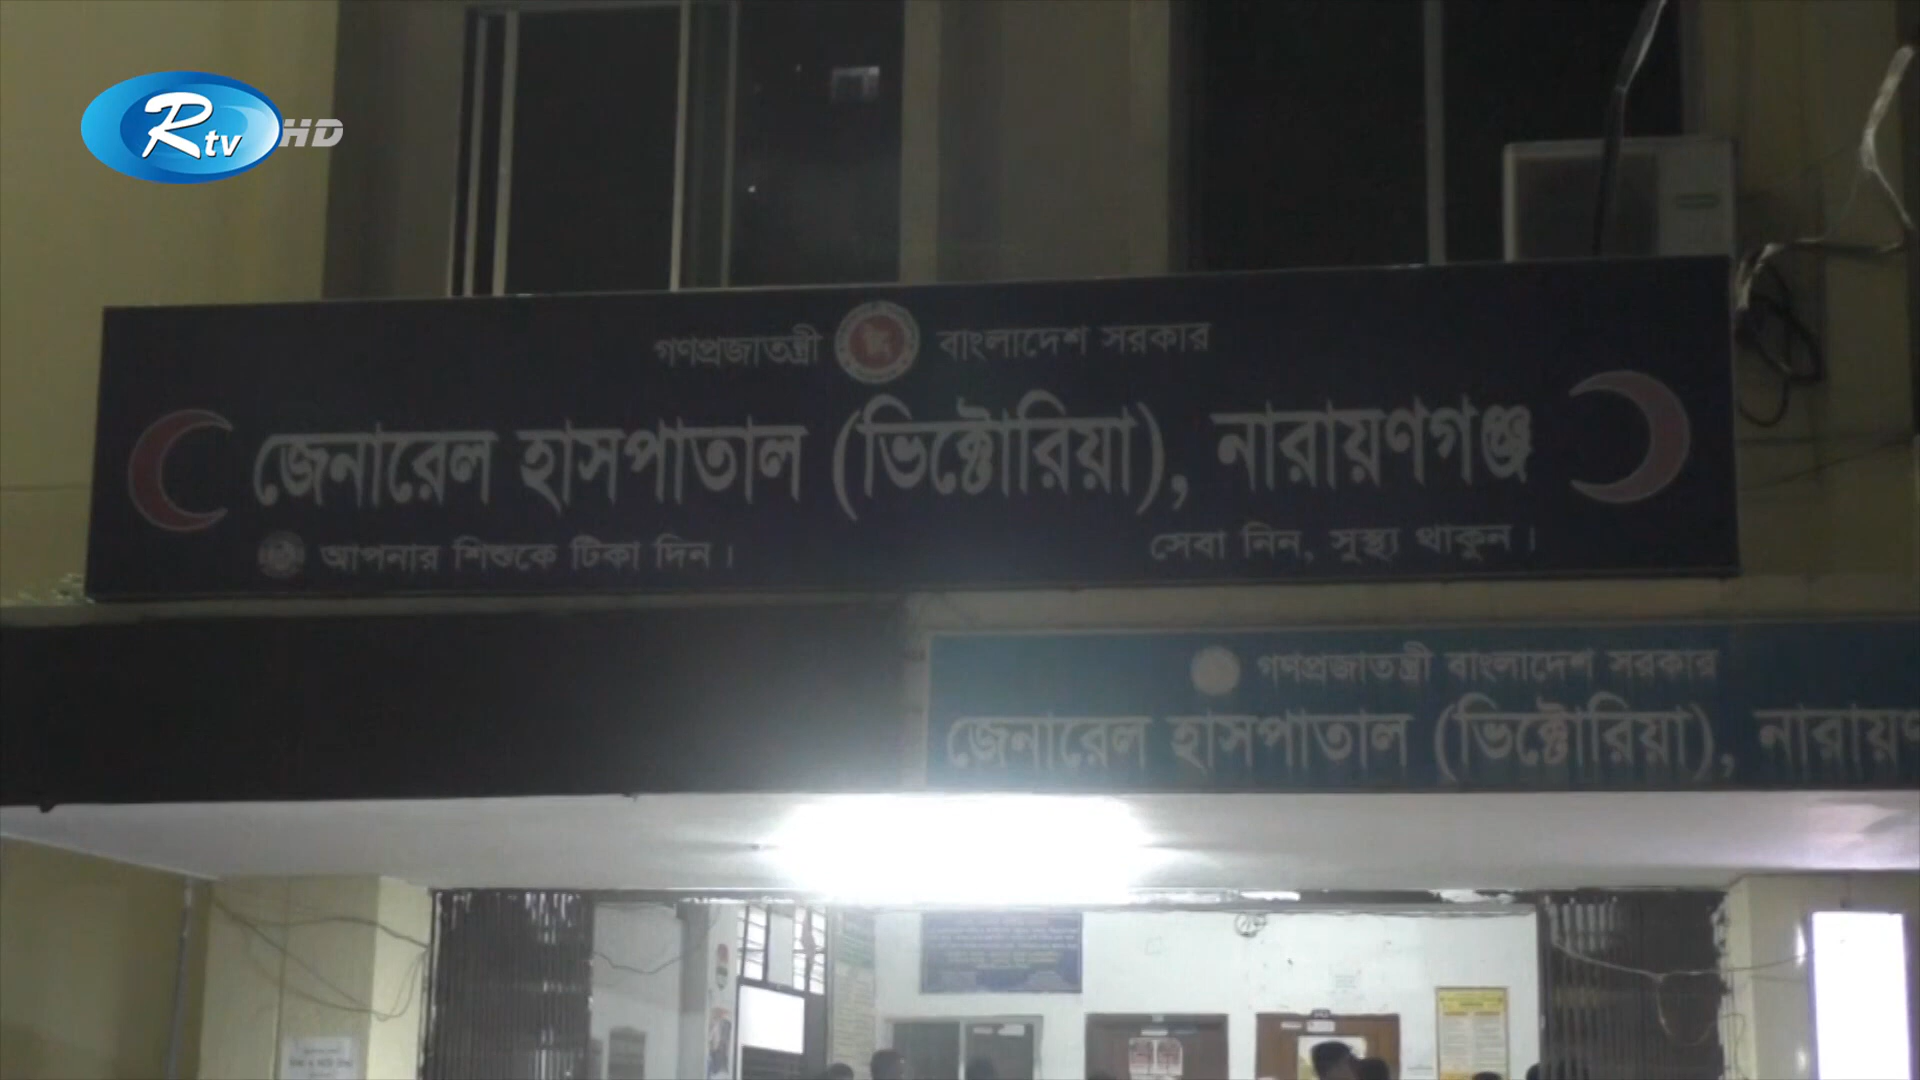 Rtv HD
গণপ্রজাতন্ত্রী বাংলাদেশ সরকার
জেনারেল হাসপাতাল (ভিক্টোরিয়া), নারায়ণগঞ্জ
আপনার শিশুকে টিকা দিন। সেবা নিন, সুস্থ্য থাকুন।
গণপ্রজাতন্ত্রী বাংলাদেশ সরকার
জেনারেল হাসপাতাল (ভিক্টোরিয়া), নারায়ণ